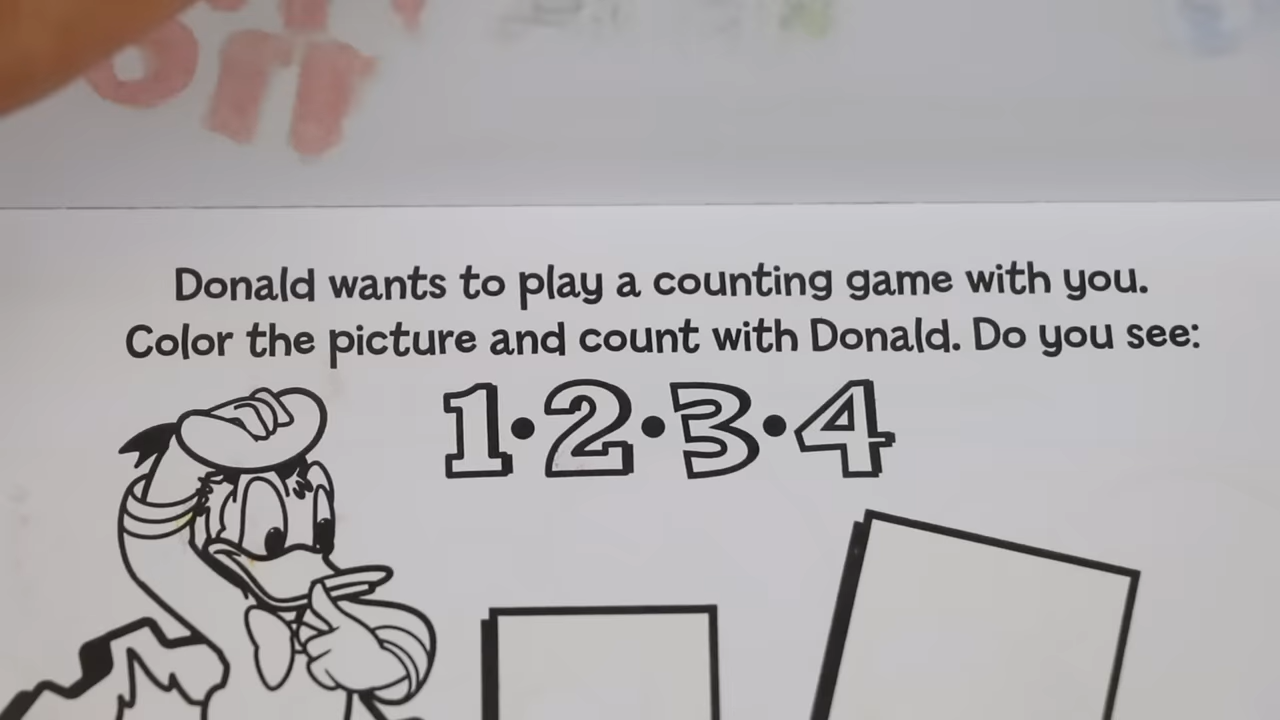 Donald wants to play a counting game with you.
Color the picture and count with Donald. Do you see:
1•2•3•4